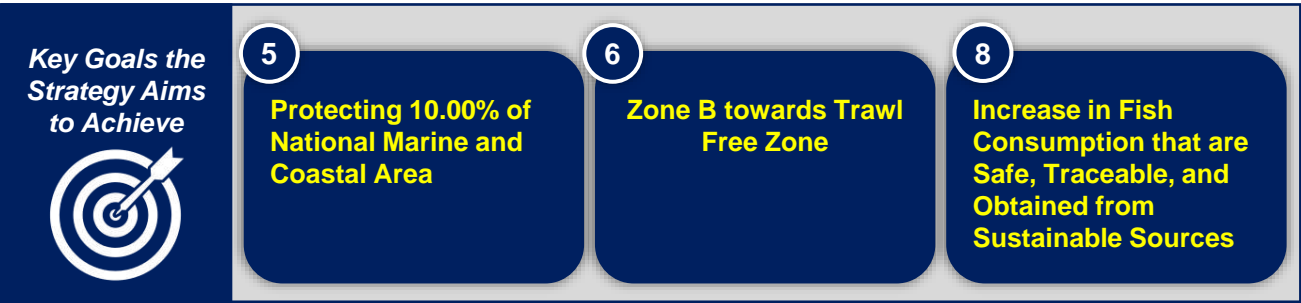 Key Goals the
Strategy Aims
to Achieve
5
Protecting 10.00% of
National Marine and
Coastal Area
6
Zone B towards Trawl
Free Zone
8
Increase in Fish
Consumption that are
Safe, Traceable, and
Obtained from
Sustainable Sources